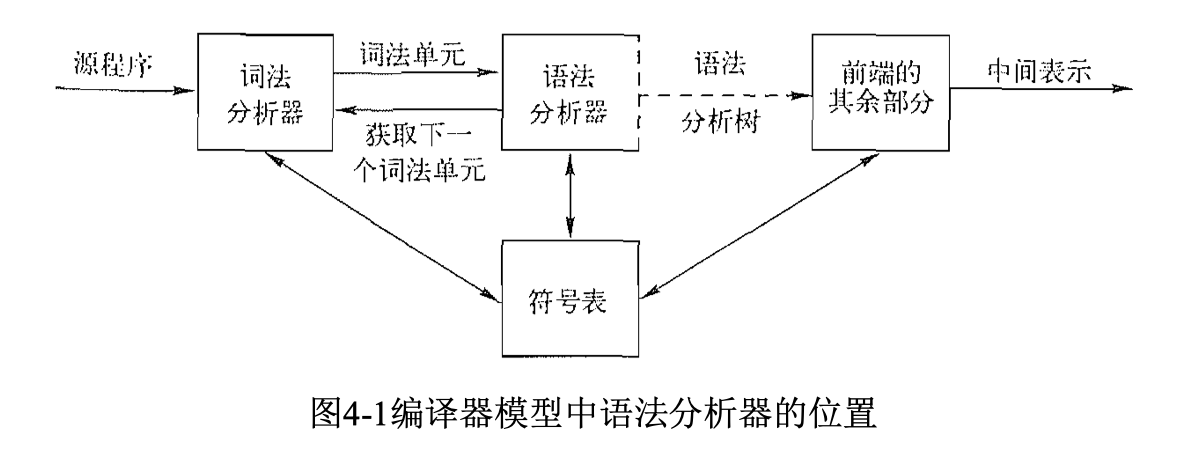 源程序
词法
分析器
词法单元
获取下一
个词法单元
语法
分析器
语法
分析树
前端的
其余部分
中间表示
符号表
图4-1编译器模型中语法分析器的位置